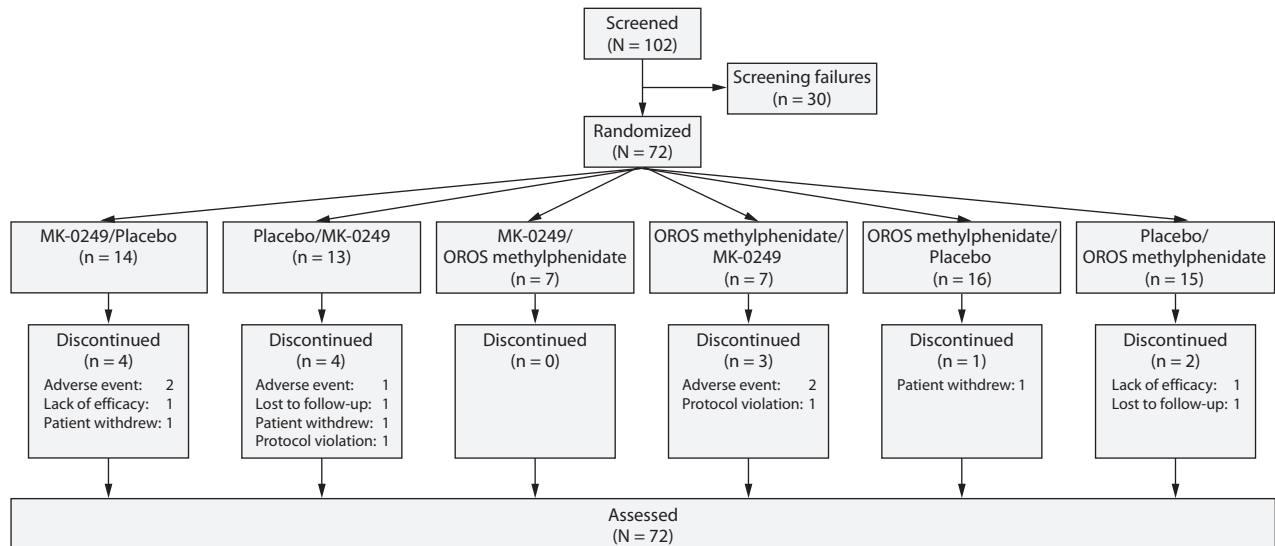 Screened
(N = 102)
Screening failures
(n = 30)
Randomized
(N = 72)
MK-0249/Placebo
(n = 14)
Placebo/MK-0249
(n = 13)
MK-0249/
OROS methylphenidate
(n = 7)
OROS methylphenidate/
MK-0249
(n = 7)
OROS methylphenidate/
Placebo
(n = 16)
Placebo/
OROS methylphenidate
(n = 15)
Discontinued
(n = 4)
Adverse event: 2
Lack of efficacy: 1
Patient withdrew: 1
Discontinued
(n = 4)
Adverse event: 1
Lost to follow-up: 1
Patient withdrew: 1
Protocol violation: 1
Discontinued
(n = 0)
Discontinued
(n = 3)
Adverse event: 2
Protocol violation: 1
Discontinued
(n = 1)
Patient withdrew: 1
Discontinued
(n = 2)
Lack of efficacy: 1
Lost to follow-up: 1
Assessed
(N = 72)